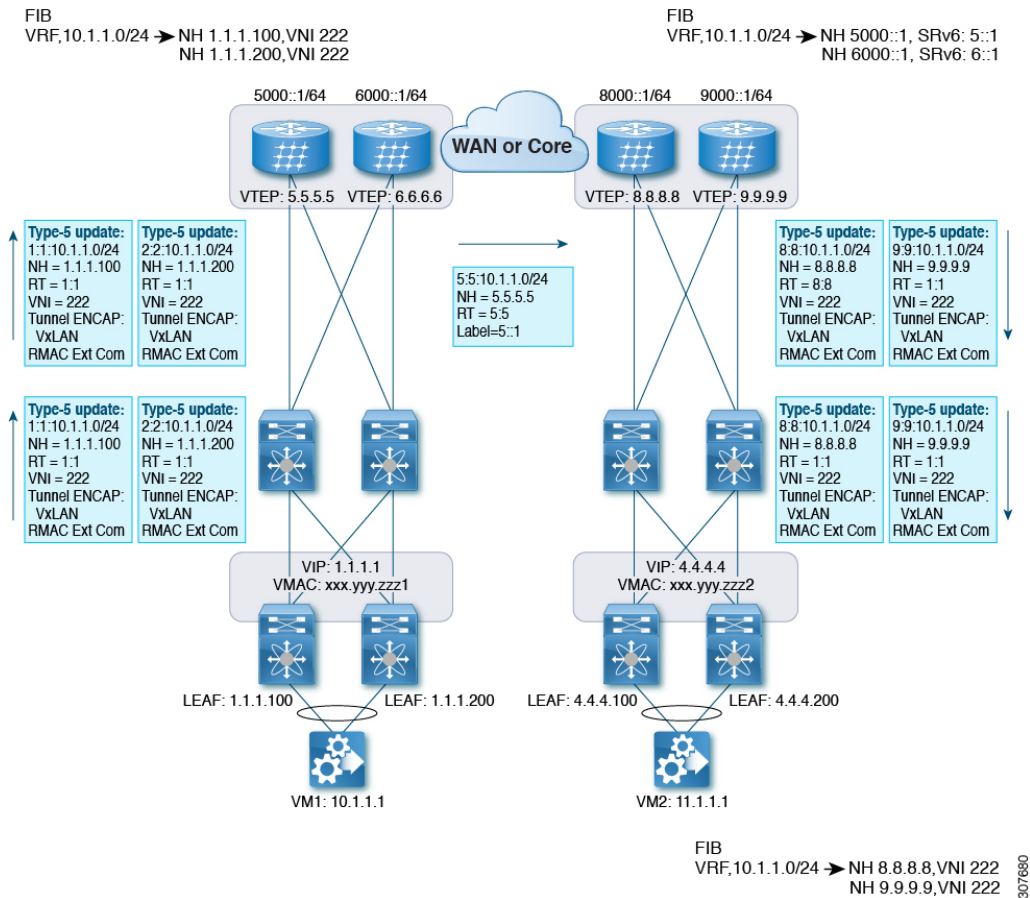 FIB
VRF,10.1.1.0/24 → NH 1.1.1.100,VNI 222
NH 1.1.1.200,VNI 222
FIB
VRF,10.1.1.0/24 → NH 5000::1, SRv6: 5::1
NH 6000::1, SRv6: 6::1
5000::1/64
6000::1/64
WAN or Core
8000::1/64
9000::1/64
VTEP: 5.5.5.5
VTEP: 6.6.6.6
VTEP: 8.8.8.8
VTEP: 9.9.9.9
Type-5 update:
1:1:10.1.1.0/24
NH = 1.1.1.100
RT = 1:1
VNI = 222
Tunnel ENCAP:
VxLAN
RMAC Ext Com
Type-5 update:
2:2:10.1.1.0/24
NH = 1.1.1.200
RT = 1:1
VNI = 222
Tunnel ENCAP:
VxLAN
RMAC Ext Com
5:5:10.1.1.0/24
NH = 5.5.5.5
RT = 5:5
Label=5::1
Type-5 update:
8:8:10.1.1.0/24
NH = 8.8.8.8
RT = 8:8
VNI = 222
Tunnel ENCAP:
VxLAN
RMAC Ext Com
Type-5 update:
9:9:10.1.1.0/24
NH = 9.9.9.9
RT = 1:1
VNI = 222
Tunnel ENCAP:
VxLAN
RMAC Ext Com
Type-5 update:
1:1:10.1.1.0/24
NH = 1.1.1.100
RT = 1:1
VNI = 222
Tunnel ENCAP:
VxLAN
RMAC Ext Com
Type-5 update:
2:2:10.1.1.0/24
NH = 1.1.1.200
RT = 1:1
VNI = 222
Tunnel ENCAP:
VxLAN
RMAC Ext Com
Type-5 update:
8:8:10.1.1.0/24
NH = 8.8.8.8
RT = 1:1
VNI = 222
Tunnel ENCAP:
VxLAN
RMAC Ext Com
Type-5 update:
9:9:10.1.1.0/24
NH = 9.9.9.9
RT = 1:1
VNI = 222
Tunnel ENCAP:
VxLAN
RMAC Ext Com
VIP: 1.1.1.1
VMAC: xxx.yyy.zzz1
VIP: 4.4.4.4
VMAC: xxx.yyy.zzz2
LEAF: 1.1.1.100
LEAF: 1.1.1.200
LEAF: 4.4.4.100
LEAF: 4.4.4.200
VM1: 10.1.1.1
VM2: 11.1.1.1
FIB
VRF,10.1.1.0/24 → NH 8.8.8.8,VNI 222
NH 9.9.9.9,VNI 222
307680